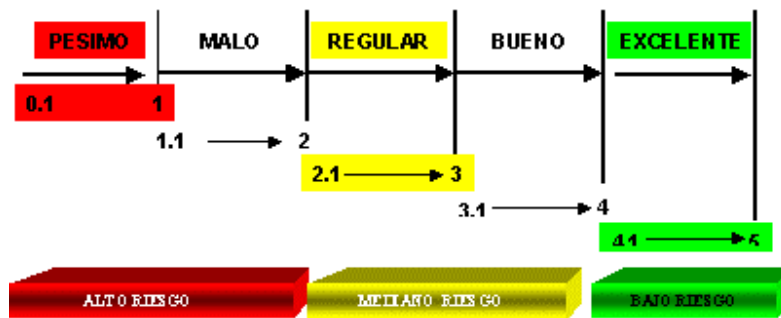 PESIMO MALO REGULAR BUENO EXCELENTE
0.1 1
1.1 2
2.1 3
3.1 4
4.1 5
ALTO RIESGO MEDIANO RIESGO BAJO RIESGO